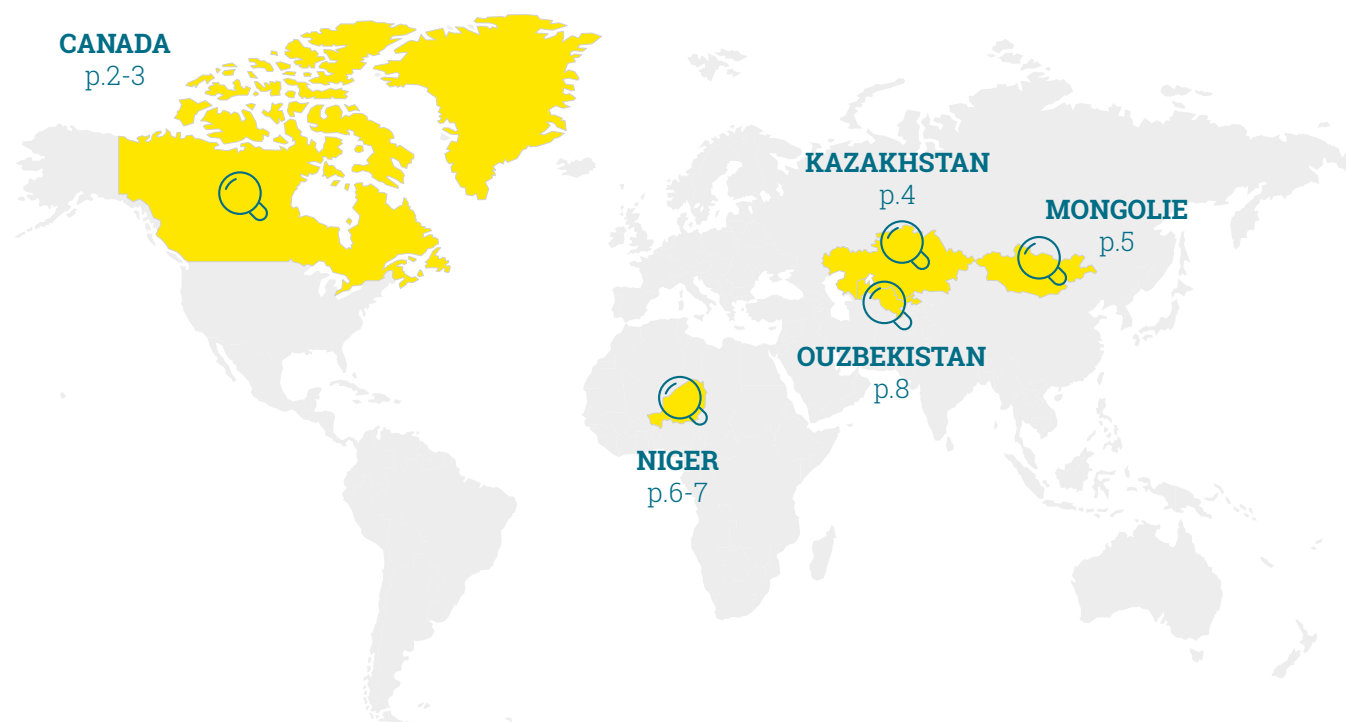 CANADA
p.2-3
KAZAKHSTAN
p.4
MONGOLIE
p.5
OUZBEKISTAN
p.8
NIGER
p.6-7